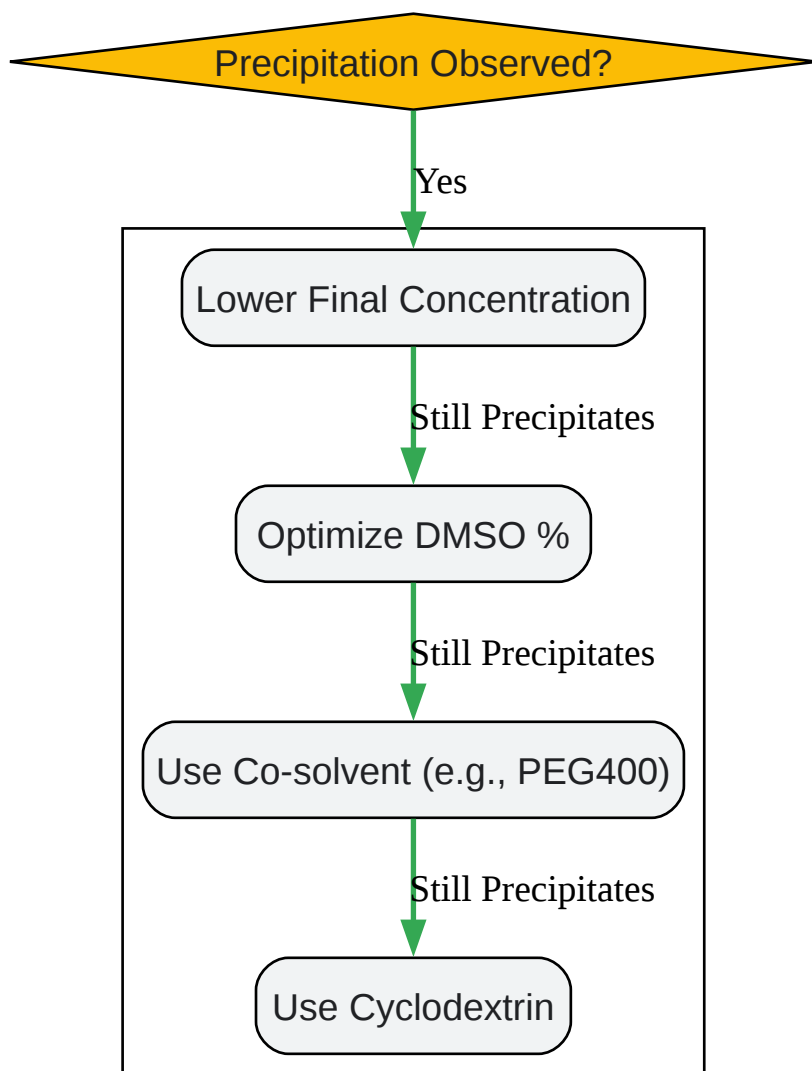 Precipitation Observed?
Yes
Lower Final Concentration
Still Precipitates
Optimize DMSO %
Still Precipitates
Use Co-solvent (e.g., PEG400)
Still Precipitates
Use Cyclodextrin